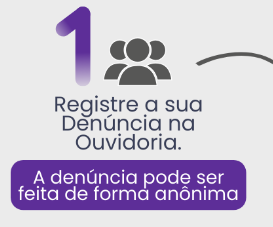 1
Registre a sua
Denúncia na
Ouvidoria.
A denúncia pode ser
feita de forma anônima